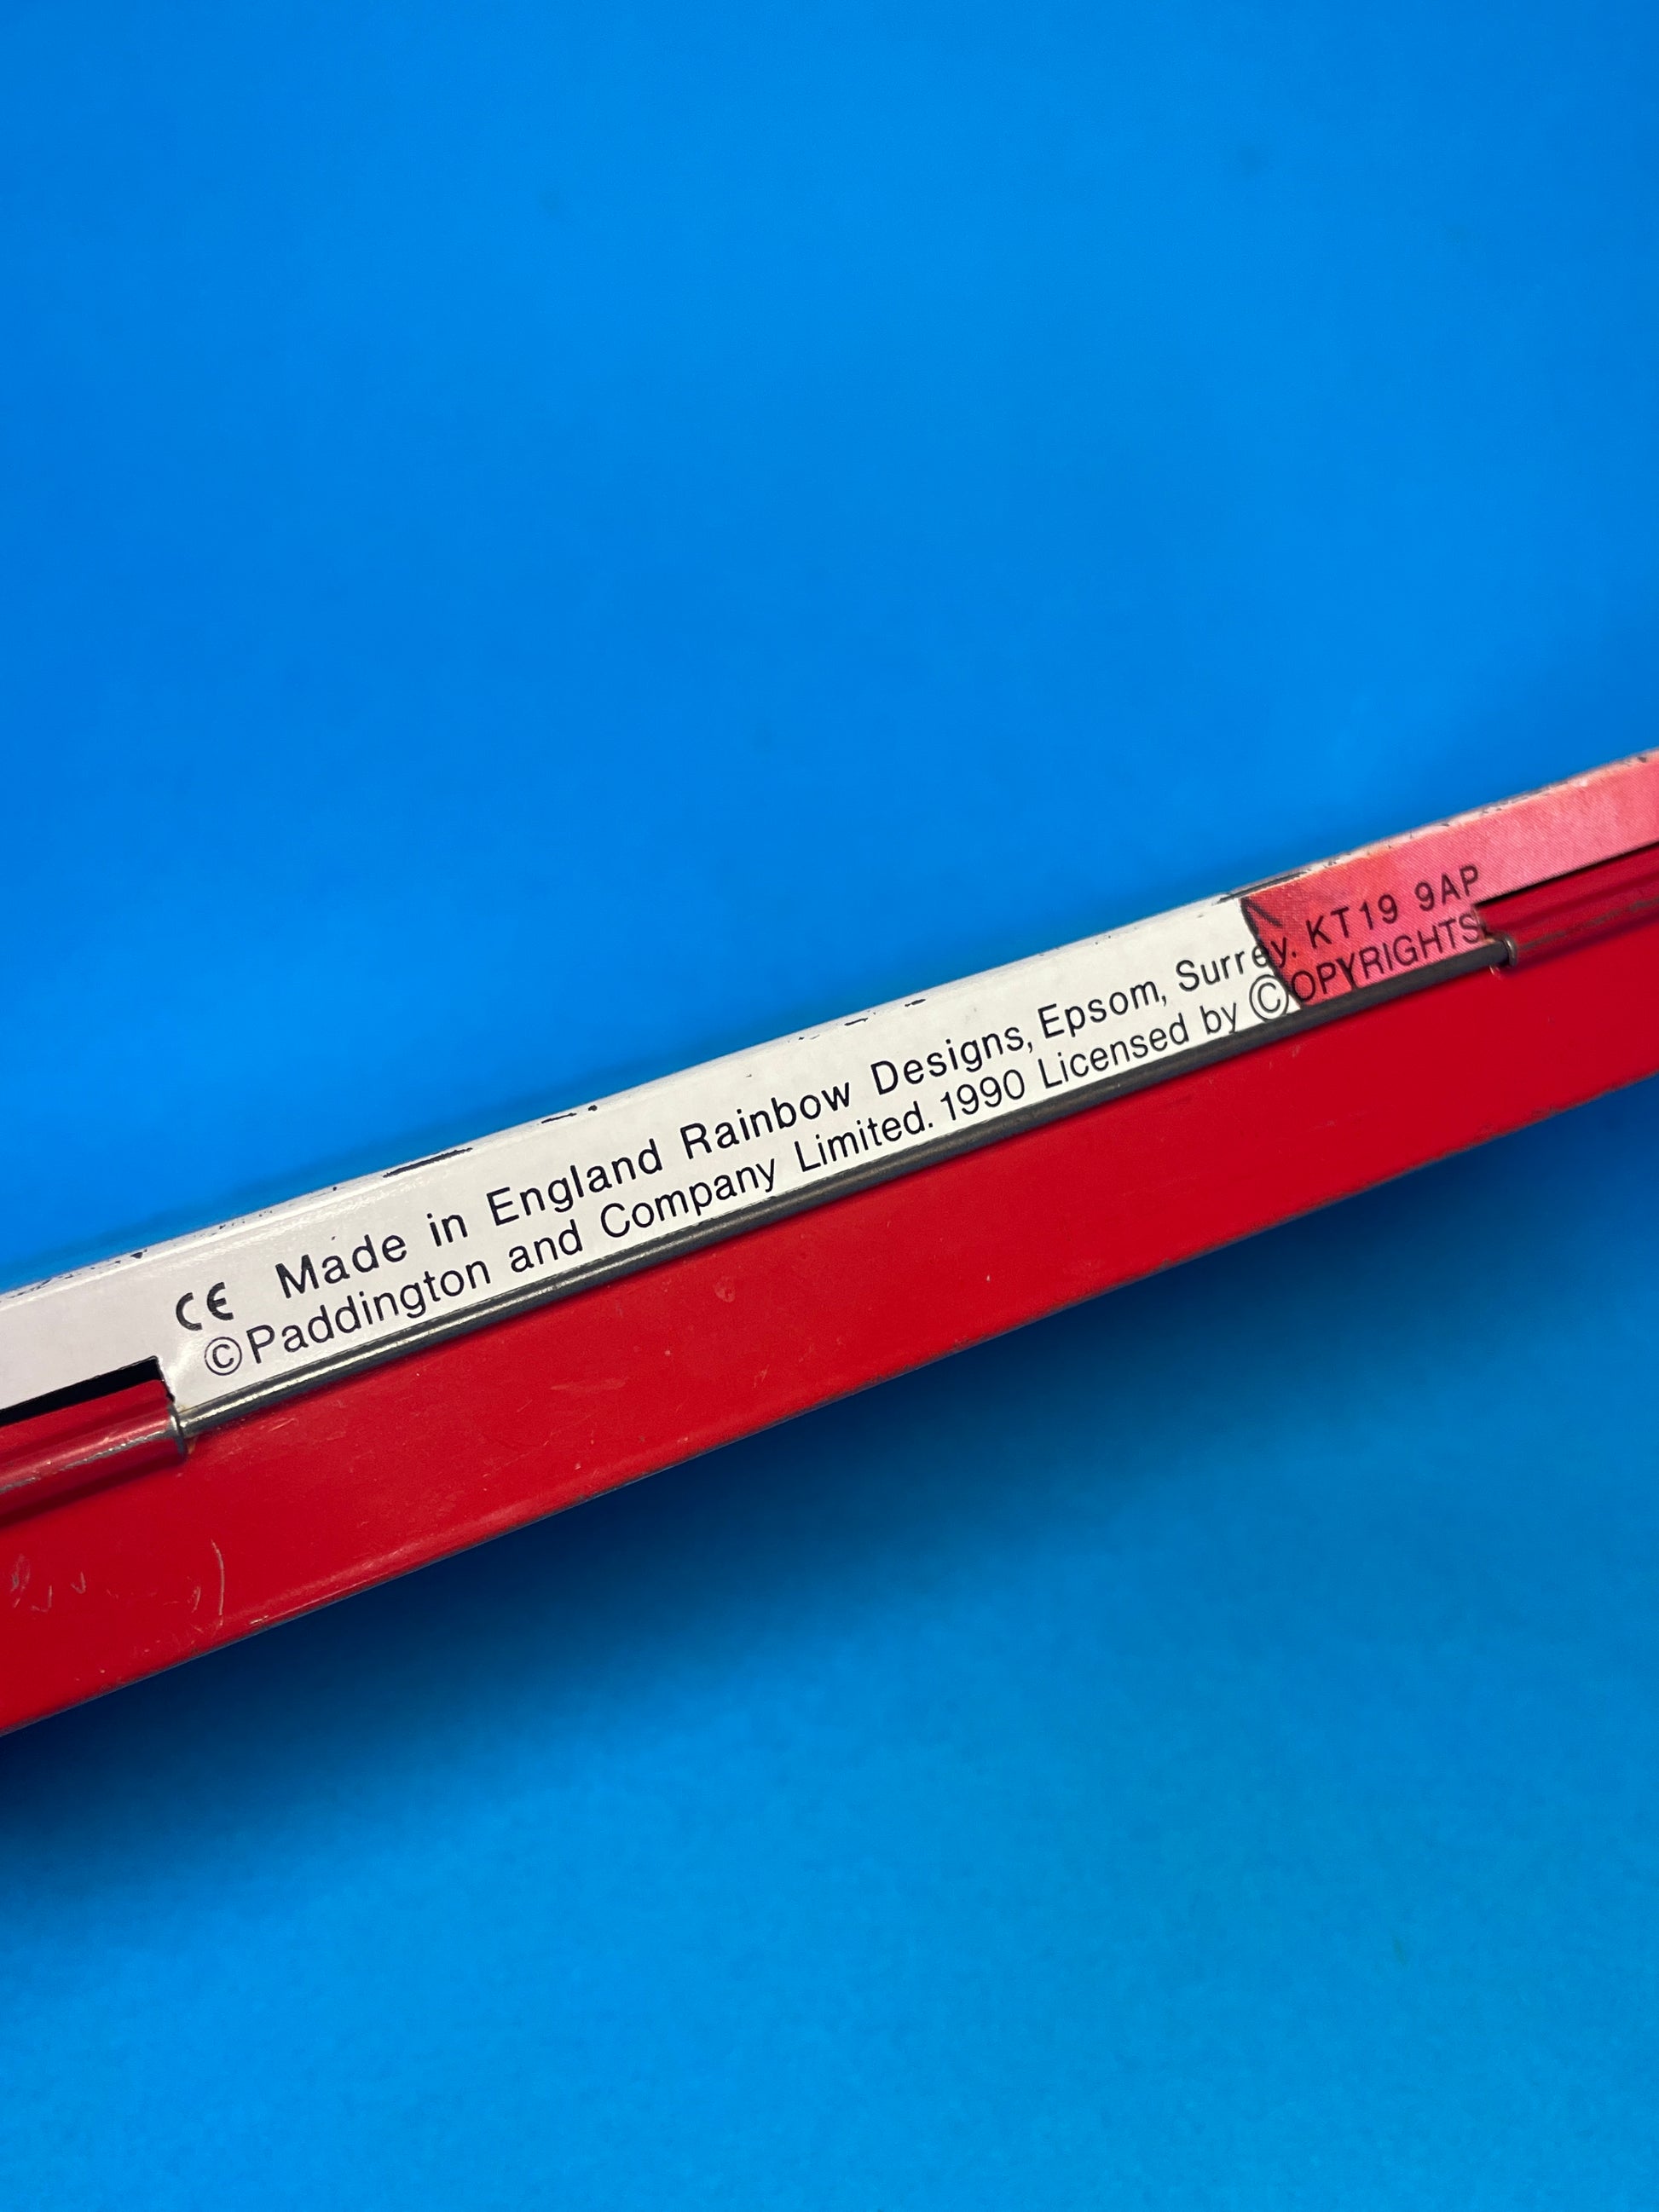 CE Made in England Rainbow Designs, Epsom, Surrey. KT19 9AP
©Paddington and Company Limited. 1990 Licensed by ©OPYRIGHTS